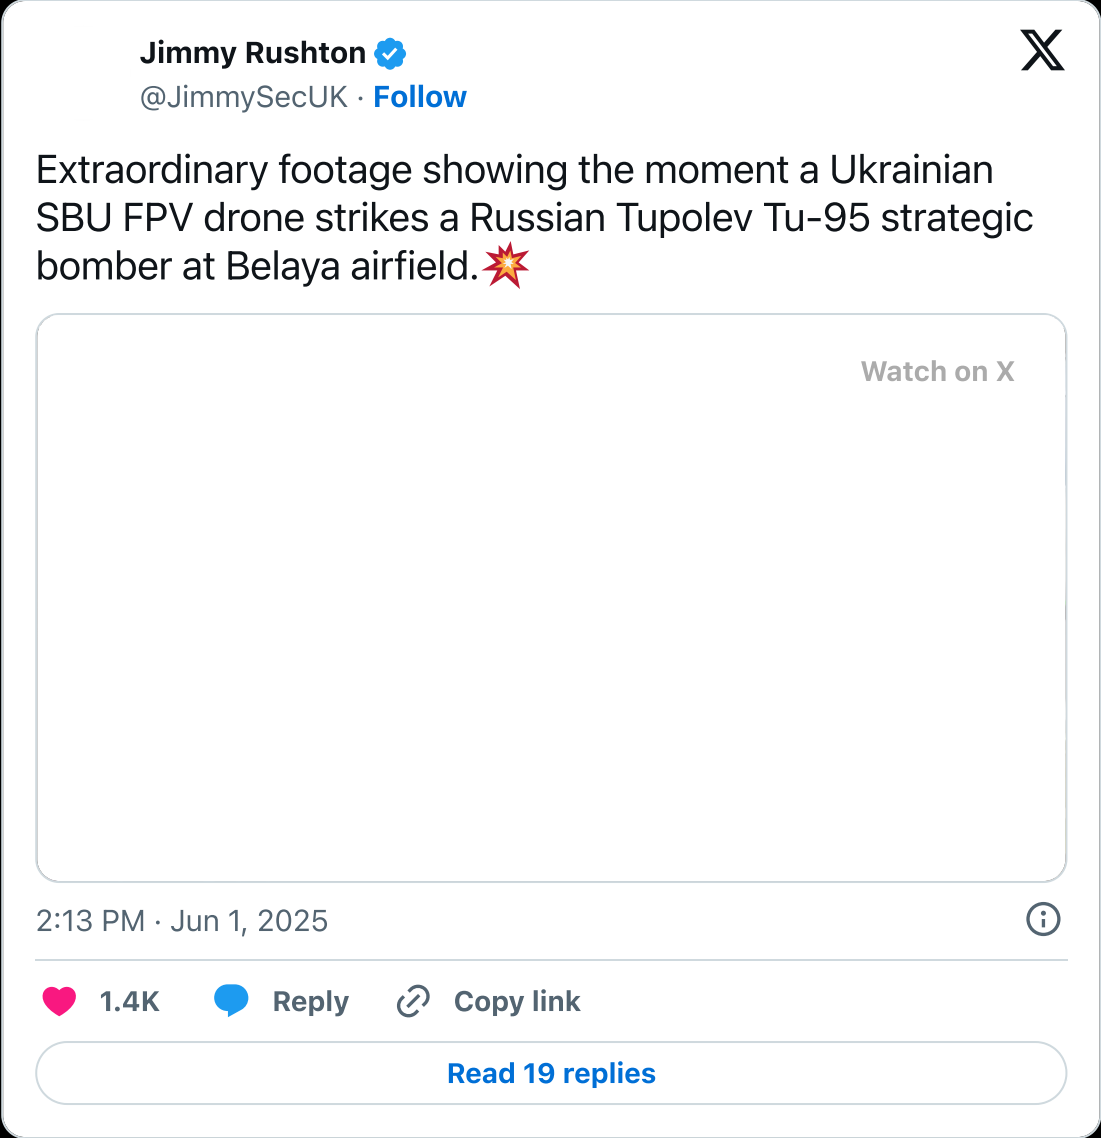 Jimmy Rushton
@JimmySecUK · Follow
Extraordinary footage showing the moment a Ukrainian
SBU FPV drone strikes a Russian Tupolev Tu-95 strategic
bomber at Belaya airfield.💥
Watch on X
2:13 PM · Jun 1, 2025
1.4K Reply Copy link
Read 19 replies